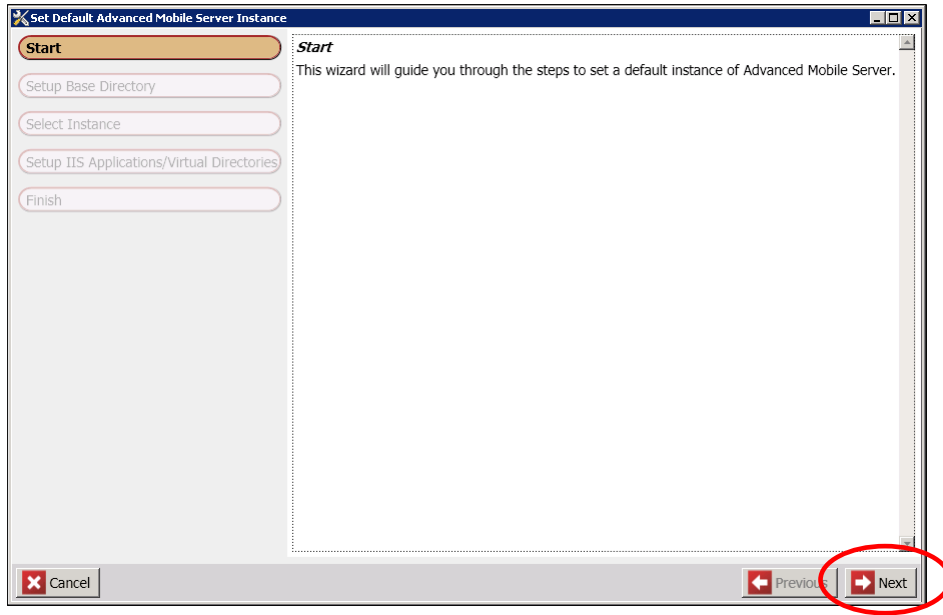 Set Default Advanced Mobile Server Instance
Start
Setup Base Directory
Select Instance
Setup IIS Applications/Virtual Directories
Finish
Start
This wizard will guide you through the steps to set a default instance of Advanced Mobile Server.
Cancel
Previous
Next